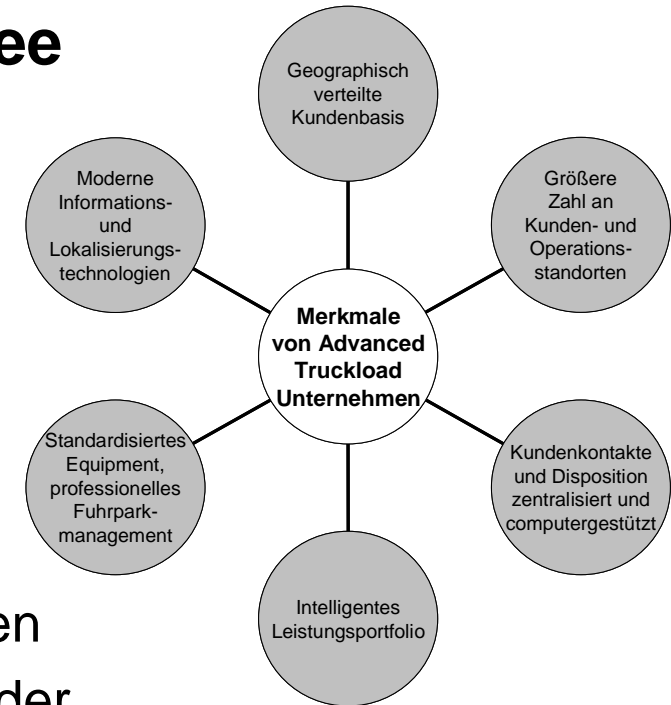 ee
Geographisch
verteilte
Kundenbasis
Moderne
Informations-
und
Lokalisierungs-
technologien
Größere
Zahl an
Kunden- und
Operations-
standorten
Merkmale
von Advanced
Truckload
Unternehmen
Standardisiertes
Equipment,
professionelles
Fuhrpark-
management
Kundenkontakte
und Disposition
zentralisiert und
computergestützt
Intelligentes
Leistungsportfolio
en
der